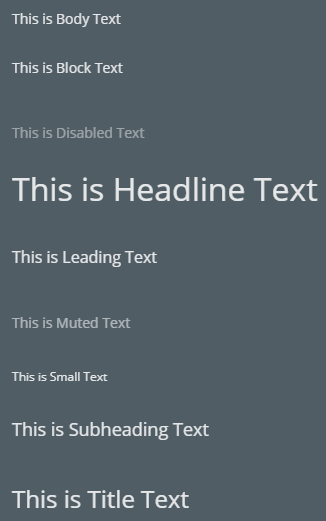 This is Body Text
This is Block Text
This is Disabled Text
This is Headline Text
This is Leading Text
This is Muted Text
This is Small Text
This is Subheading Text
This is Title Text